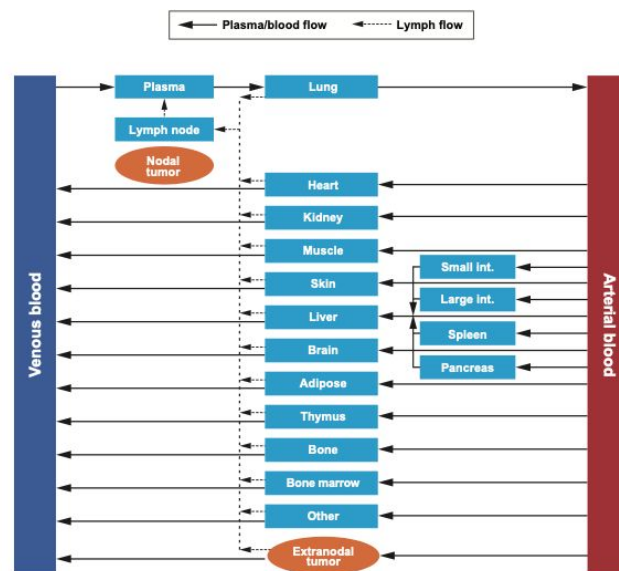 Plasma/blood flow
Lymph flow
Plasma
Lung
Lymph node
Nodal
tumor
Heart
Kidney
Muscle
Small int.
Skin
Large int.
Liver
Spleen
Brain
Pancreas
Adipose
Thymus
Bone
Bone marrow
Other
Extranodal
tumor
Venous blood
Arterial blood